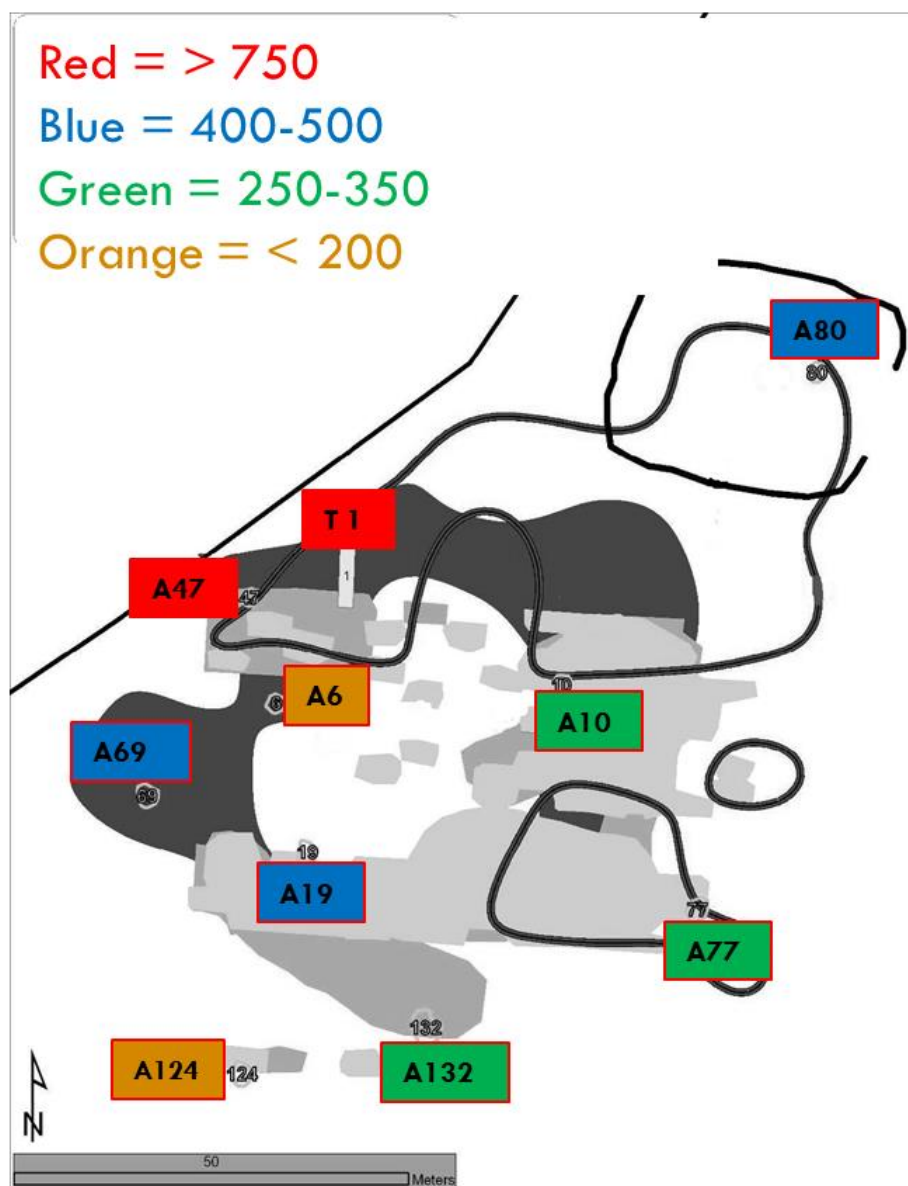 Red = > 750
Blue = 400-500
Green = 250-350
Orange = < 200
A80
80
T 1
1
A47
47
A6
6
10
A10
A69
69
19
A19
77
A77
132
A124
124
A132
N
50
Meters